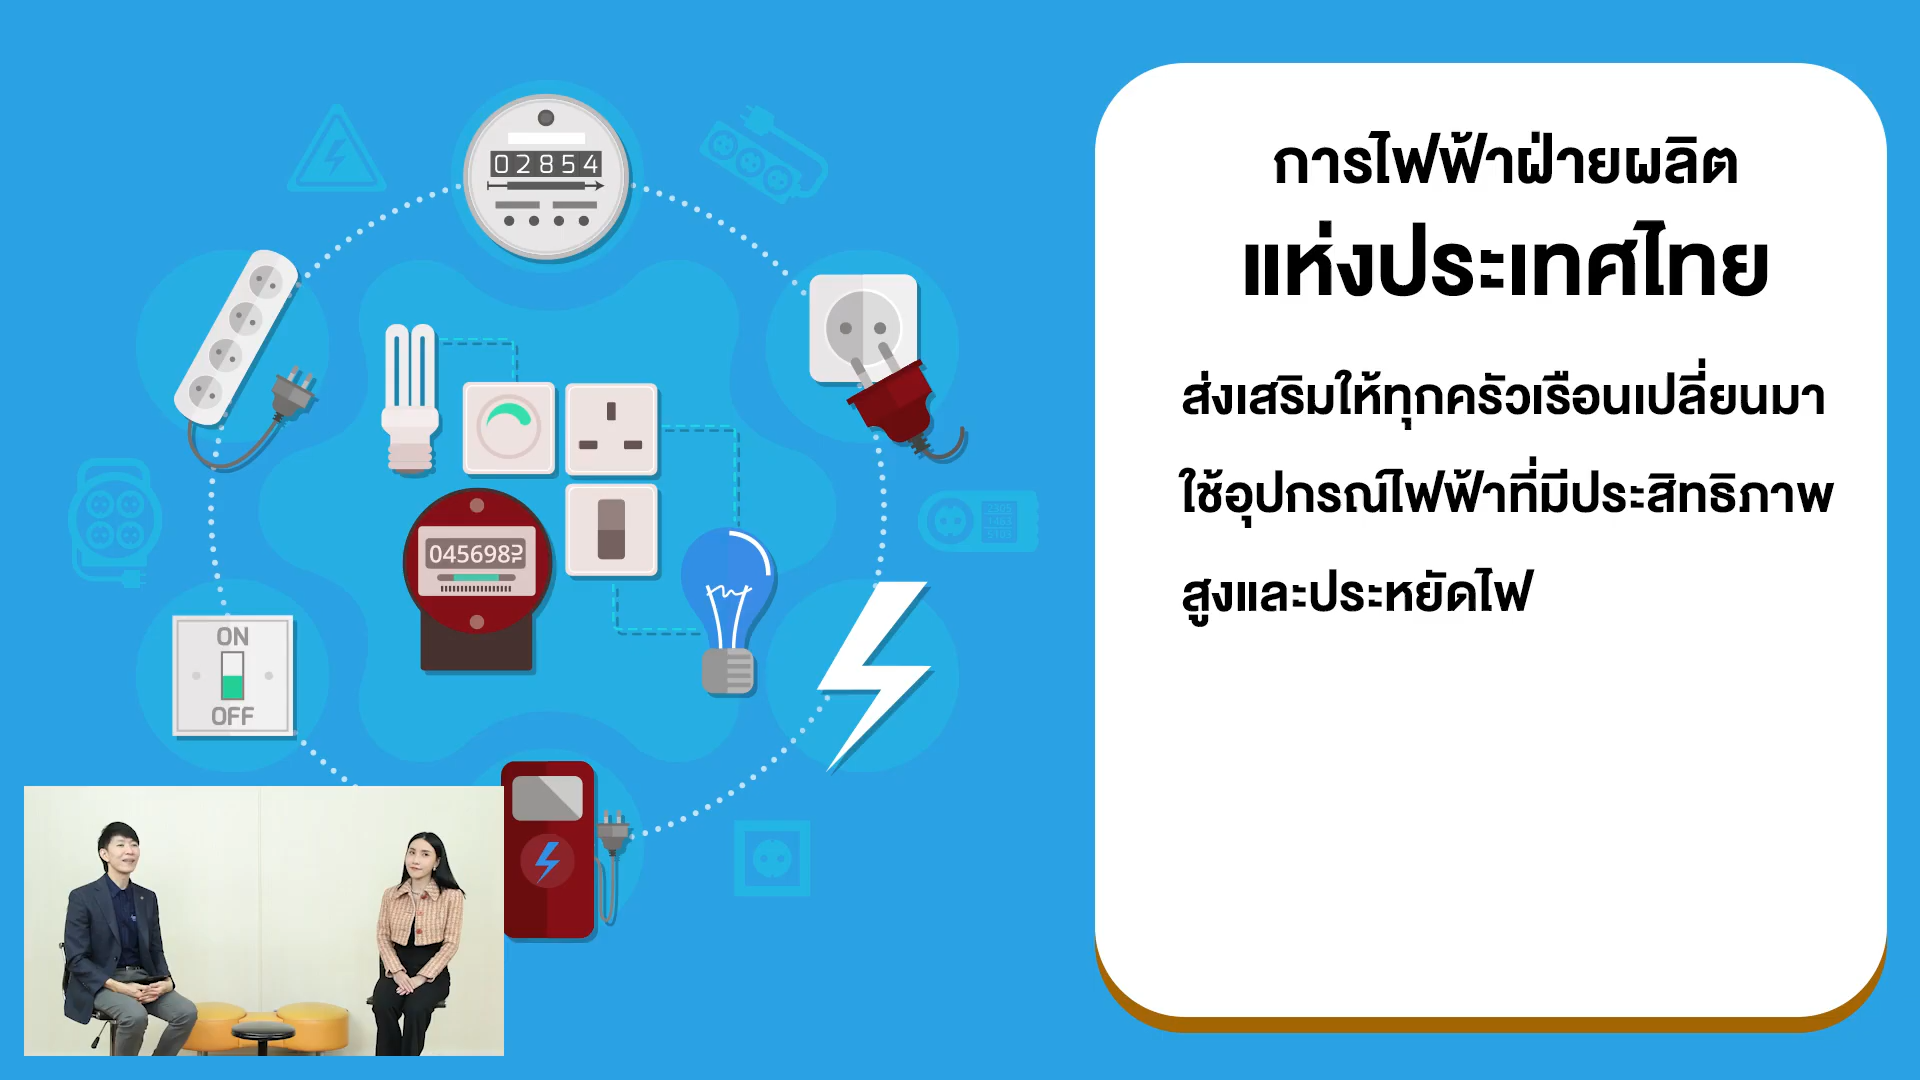 การไฟฟ้าฝ่ายผลิต
แห่งประเทศไทย
ส่งเสริมให้ทุกครัวเรือนเปลี่ยนมา
ใช้อุปกรณ์ไฟฟ้าที่มีประสิทธิภาพ
สูงและประหยัดไฟ
02854
ON
OFF